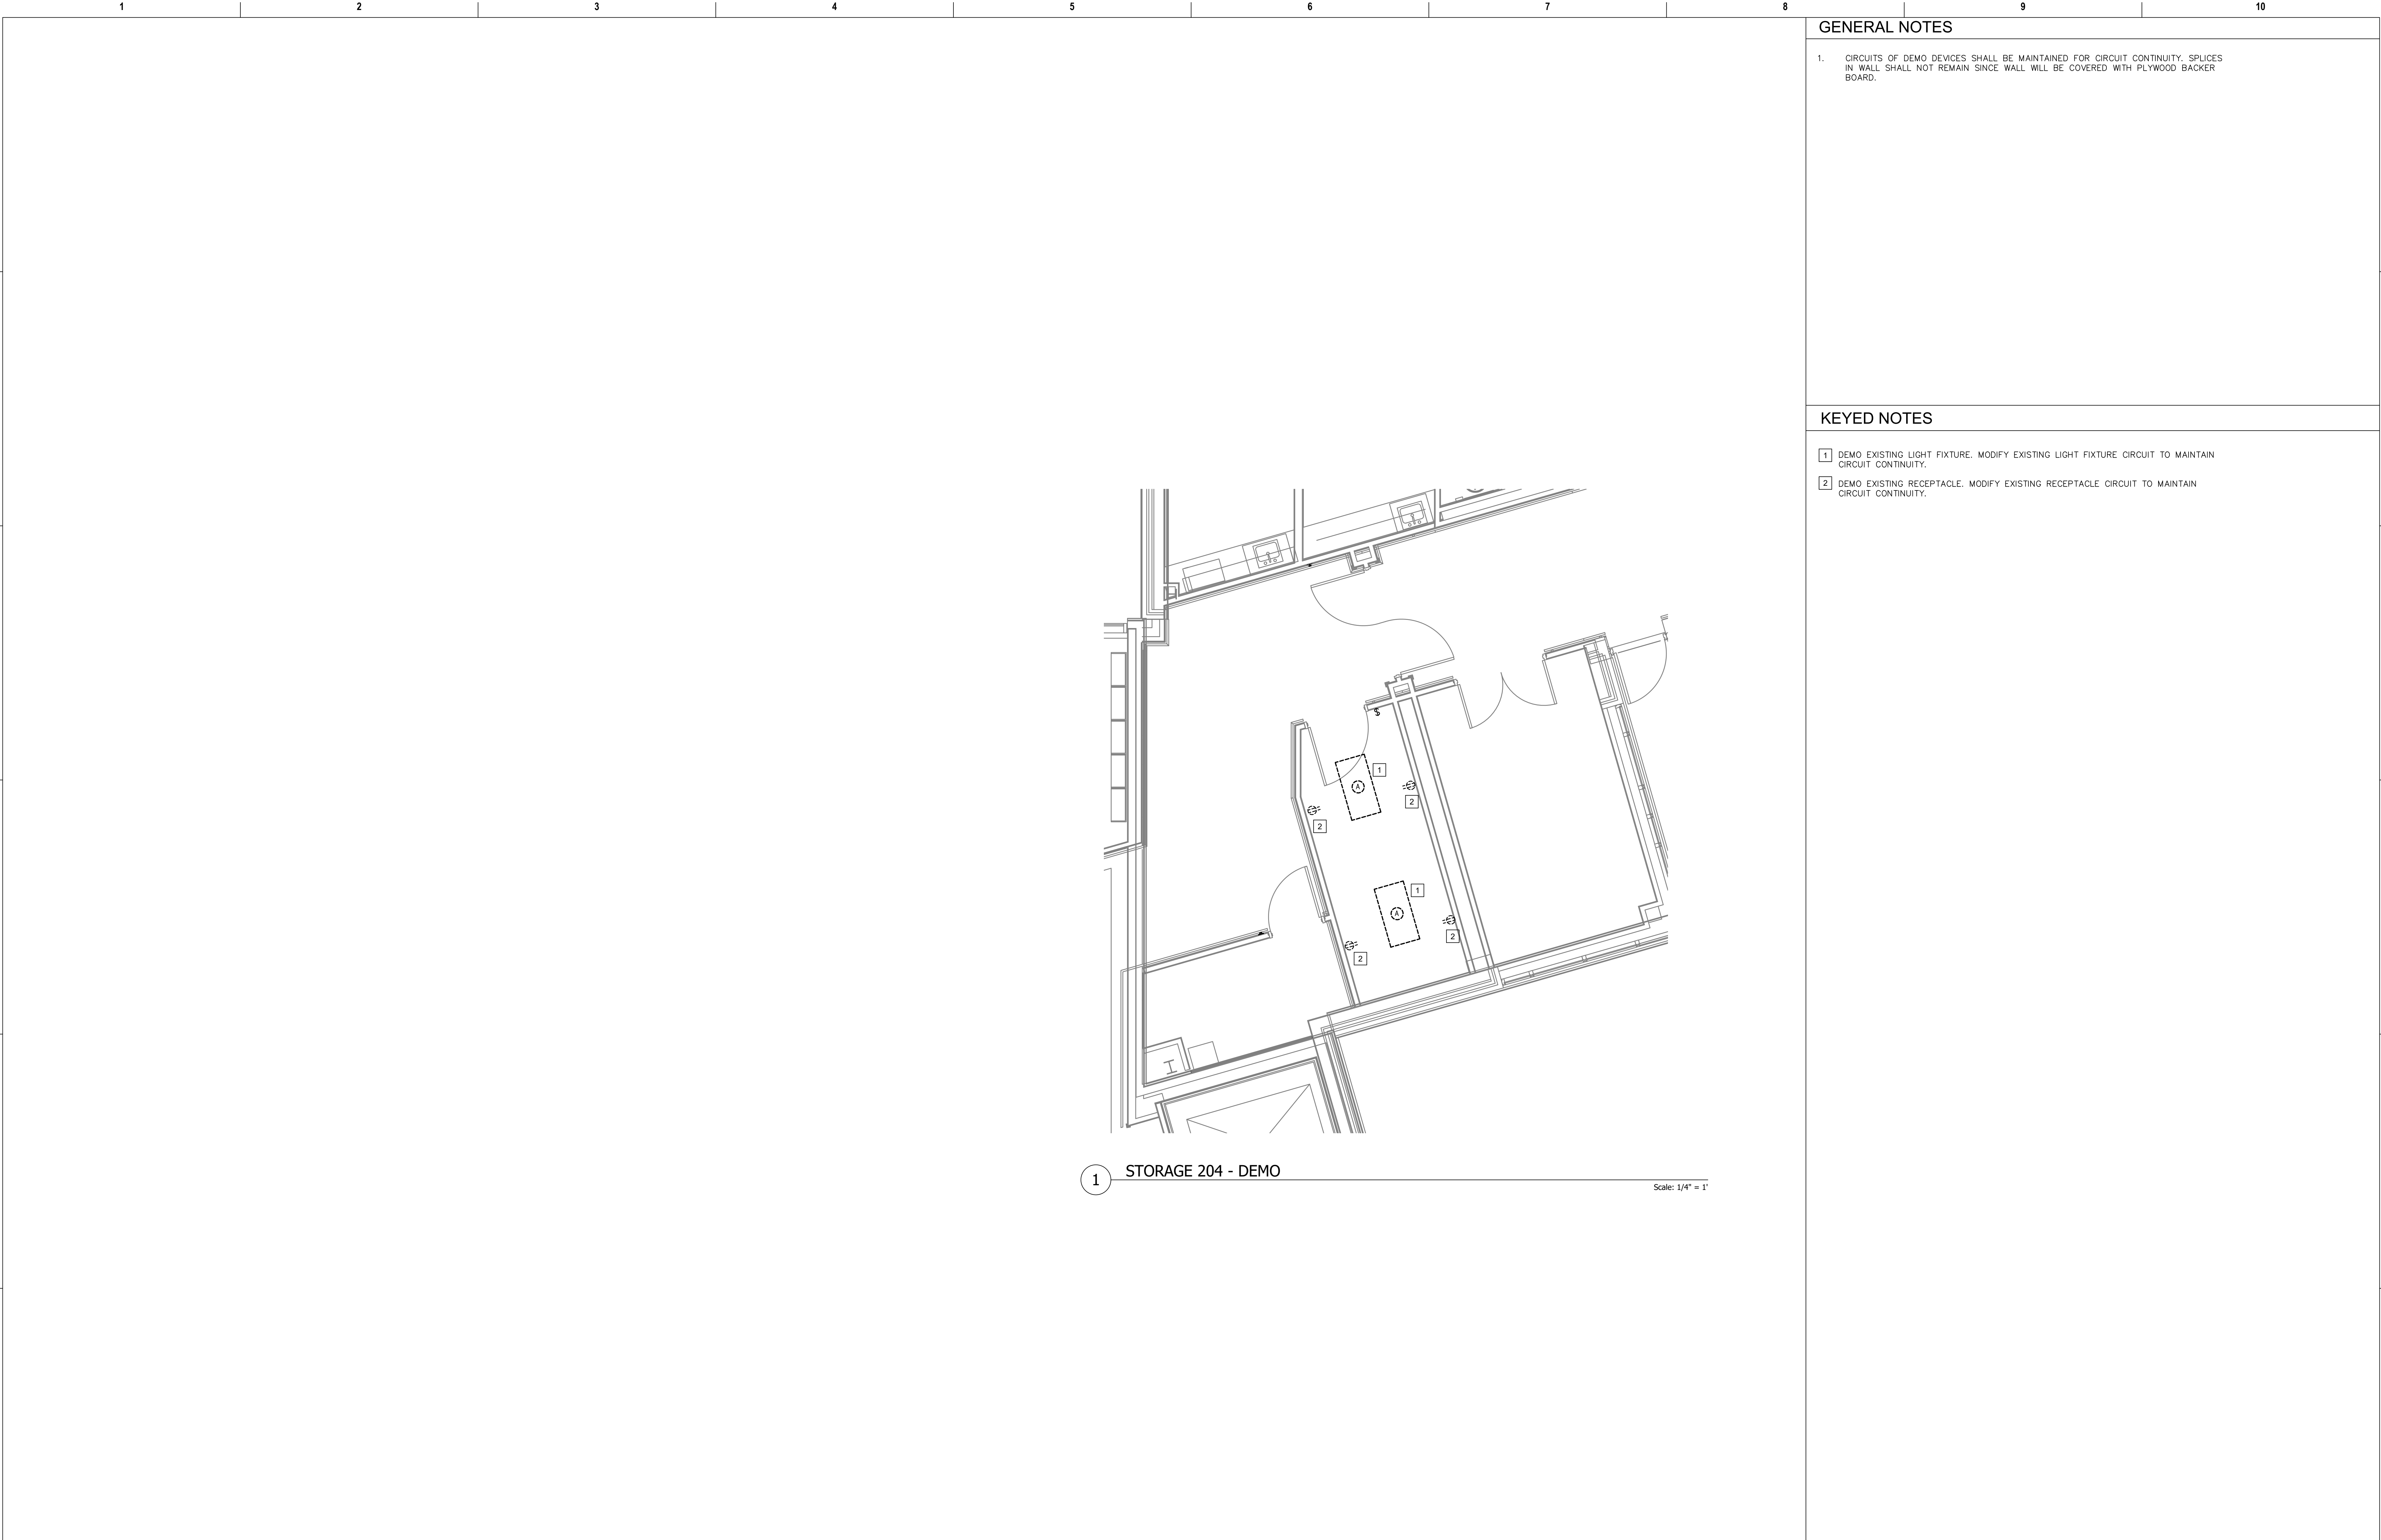 1 2 3 4 5 6 7 8 9 10
GENERAL NOTES
1. CIRCUITS OF DEMO DEVICES SHALL BE MAINTAINED FOR CIRCUIT CONTINUITY. SPLICES
IN WALL SHALL NOT REMAIN SINCE WALL WILL BE COVERED WITH PLYWOOD BACKER
BOARD.
KEYED NOTES
1 DEMO EXISTING LIGHT FIXTURE. MODIFY EXISTING LIGHT FIXTURE CIRCUIT TO MAINTAIN
CIRCUIT CONTINUITY.
2 DEMO EXISTING RECEPTACLE. MODIFY EXISTING RECEPTACLE CIRCUIT TO MAINTAIN
CIRCUIT CONTINUITY.
$
1
A
2
2
1
A
2
2
1 STORAGE 204 - DEMO
Scale: 1/4" = 1'